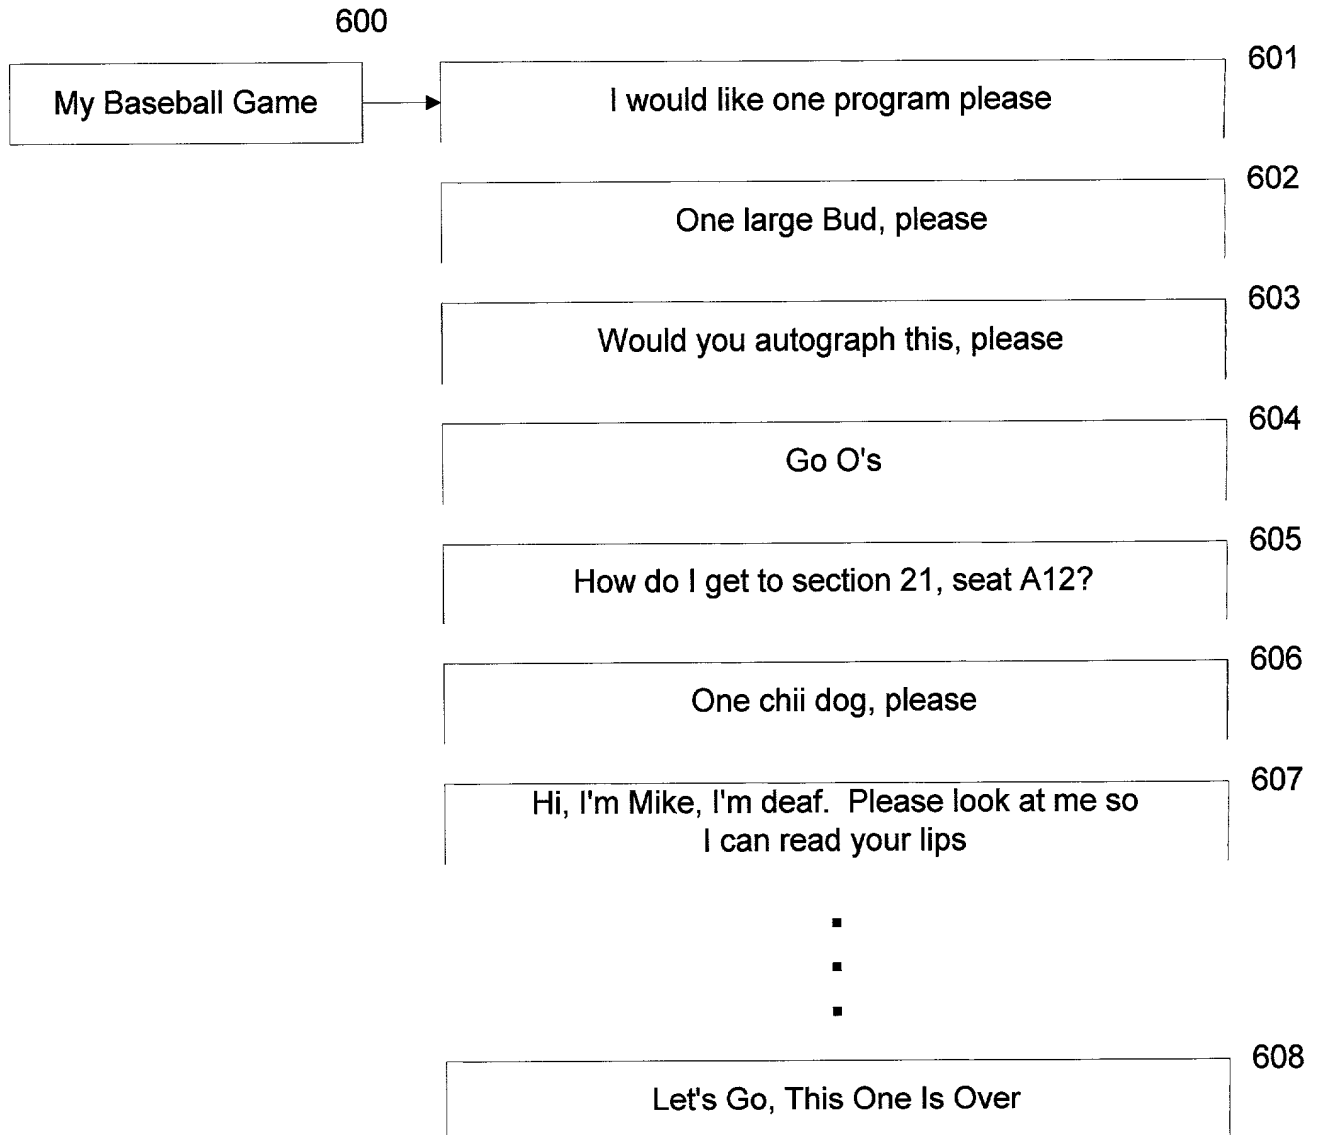 600
My Baseball Game
601
I would like one program please
602
One large Bud, please
603
Would you autograph this, please
604
Go O's
605
How do I get to section 21, seat A12?
606
One chii dog, please
607
Hi, I'm Mike, I'm deaf.  Please look at me so
I can read your lips
608
Let's Go, This One Is Over